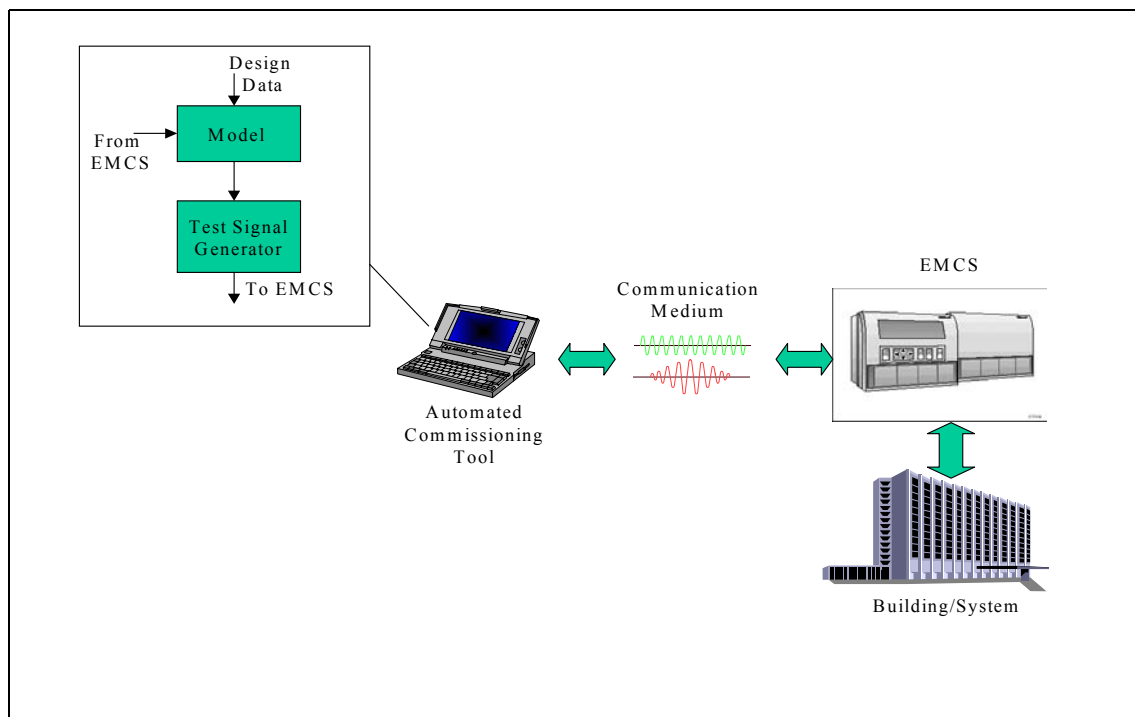 Design
Data
Model
From
EMCS
Test Signal
Generator
To EMCS
Communication
Medium
EMCS
Automated
Commissioning
Tool
Building/System